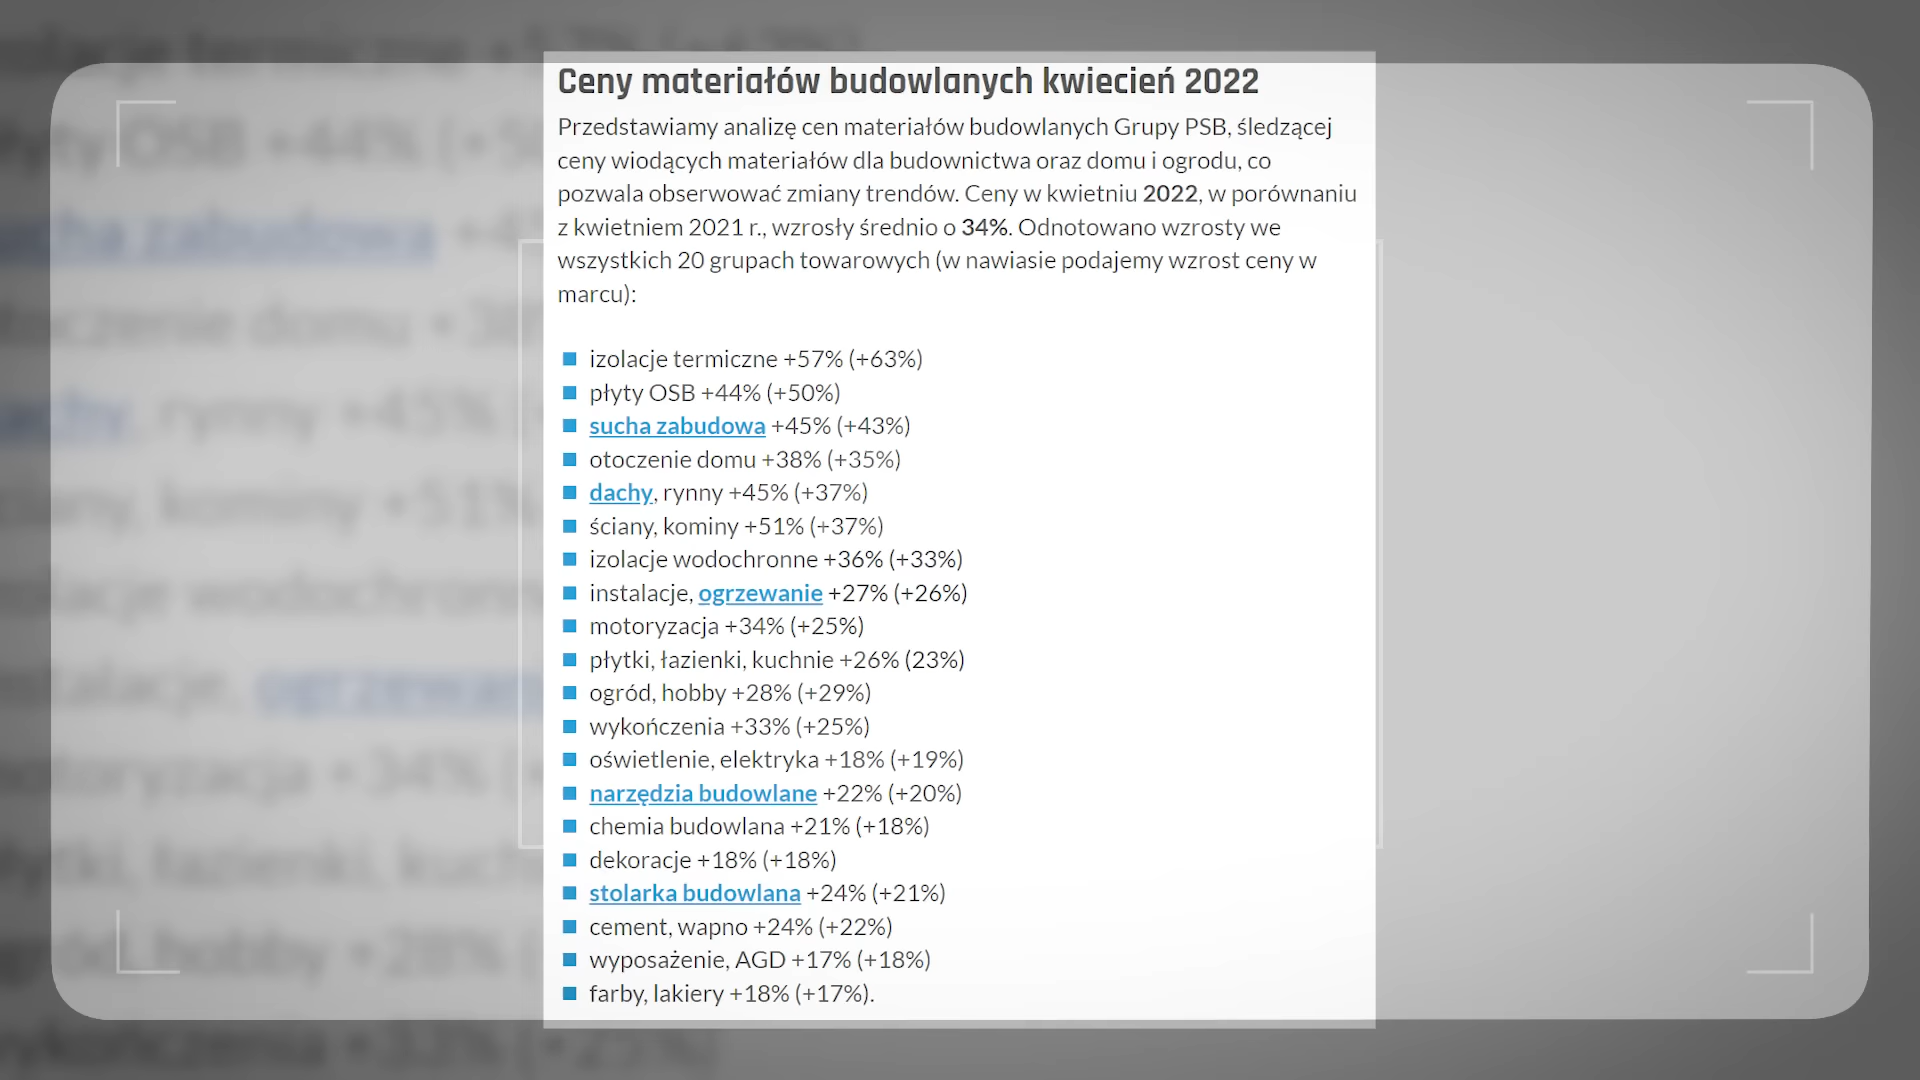 Ceny materiałów budowlanych kwiecień 2022
Przedstawiamy analizę cen materiałów budowlanych Grupy PSB, śledzącej
ceny wiodących materiałów dla budownictwa oraz domu i ogrodu, co
pozwala obserwować zmiany trendów. Ceny w kwietniu 2022, w porównaniu
z kwietniem 2021 r., wzrosły średnio o 34%. Odnotowano wzrosty we
wszystkich 20 grupach towarowych (w nawiasie podajemy wzrost ceny w
marcu):
izolacje termiczne +57% (+63%)
płyty OSB +44% (+50%)
sucha zabudowa +45% (+43%)
otoczenie domu +38% (+35%)
dachy, rynny +45% (+37%)
ściany, kominy +51% (+37%)
izolacje wodochronne +36% (+33%)
instalacje, ogrzewanie +27% (+26%)
motoryzacja +34% (+25%)
płytki, łazienki, kuchnie +26% (23%)
ogród, hobby +28% (+29%)
wykończenia +33% (+25%)
oświetlenie, elektryka +18% (+19%)
narzędzia budowlane +22% (+20%)
chemia budowlana +21% (+18%)
dekoracje +18% (+18%)
stolarka budowlana +24% (+21%)
cement, wapno +24% (+22%)
wyposażenie, AGD +17% (+18%)
farby, lakiery +18% (+17%).